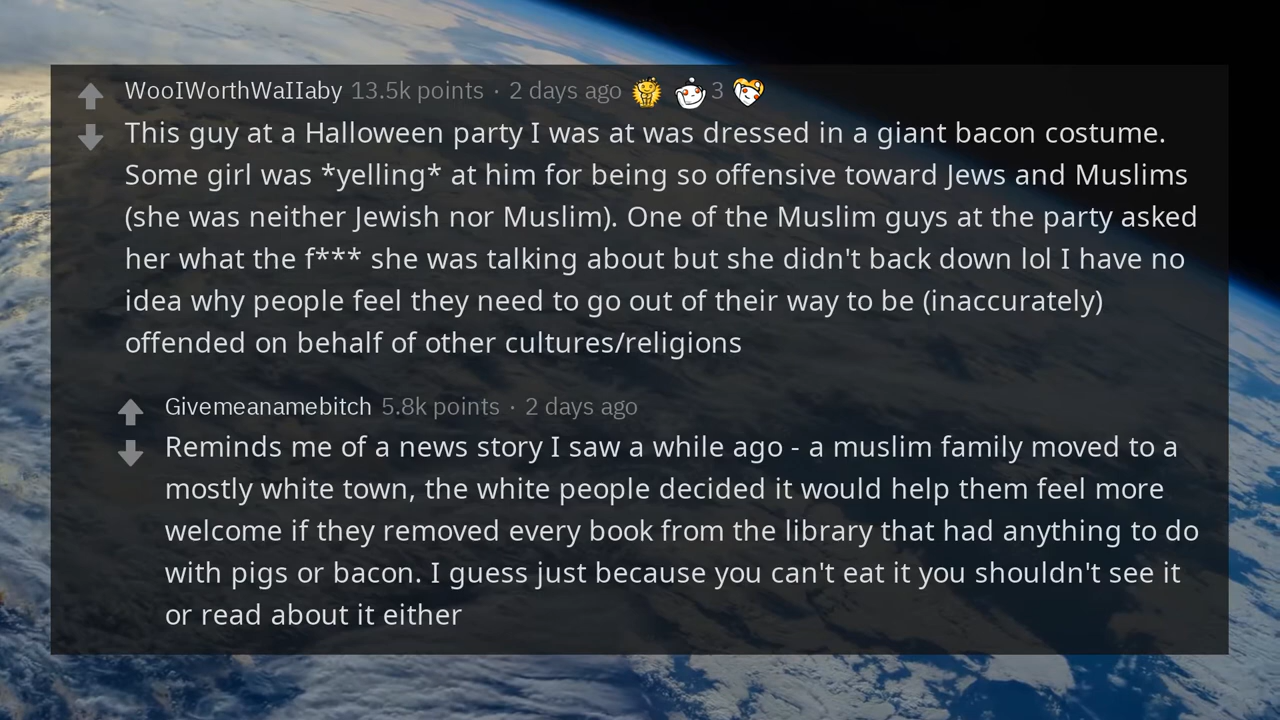 WooIWorthWaIIaby 13.5k points · 2 days ago 3
This guy at a Halloween party I was at was dressed in a giant bacon costume.
Some girl was *yelling* at him for being so offensive toward Jews and Muslims
(she was neither Jewish nor Muslim). One of the Muslim guys at the party asked
her what the f*** she was talking about but she didn't back down lol I have no
idea why people feel they need to go out of their way to be (inaccurately)
offended on behalf of other cultures/religions
Givemeanamebitch 5.8k points · 2 days ago
Reminds me of a news story I saw a while ago - a muslim family moved to a
mostly white town, the white people decided it would help them feel more
welcome if they removed every book from the library that had anything to do
with pigs or bacon. I guess just because you can't eat it you shouldn't see it
or read about it either